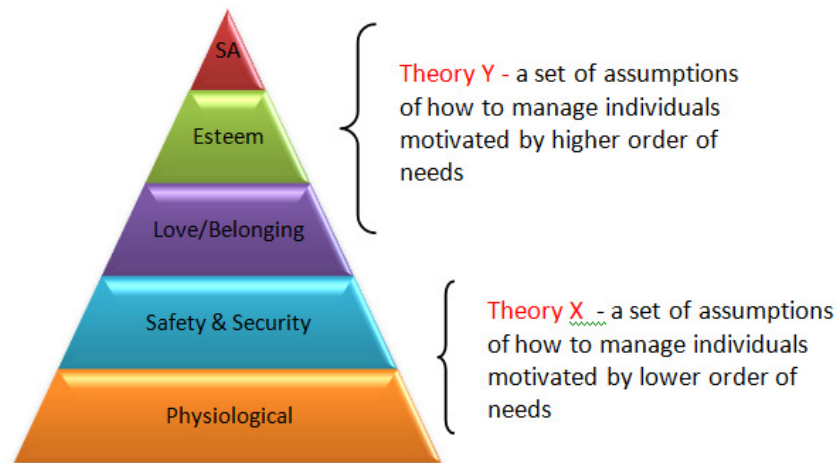 SA
Esteem
Love/Belonging
Safety & Security
Physiological
Theory Y - a set of assumptions
of how to manage individuals
motivated by higher order of
needs
Theory X - a set of assumptions
of how to manage individuals
motivated by lower order of
needs